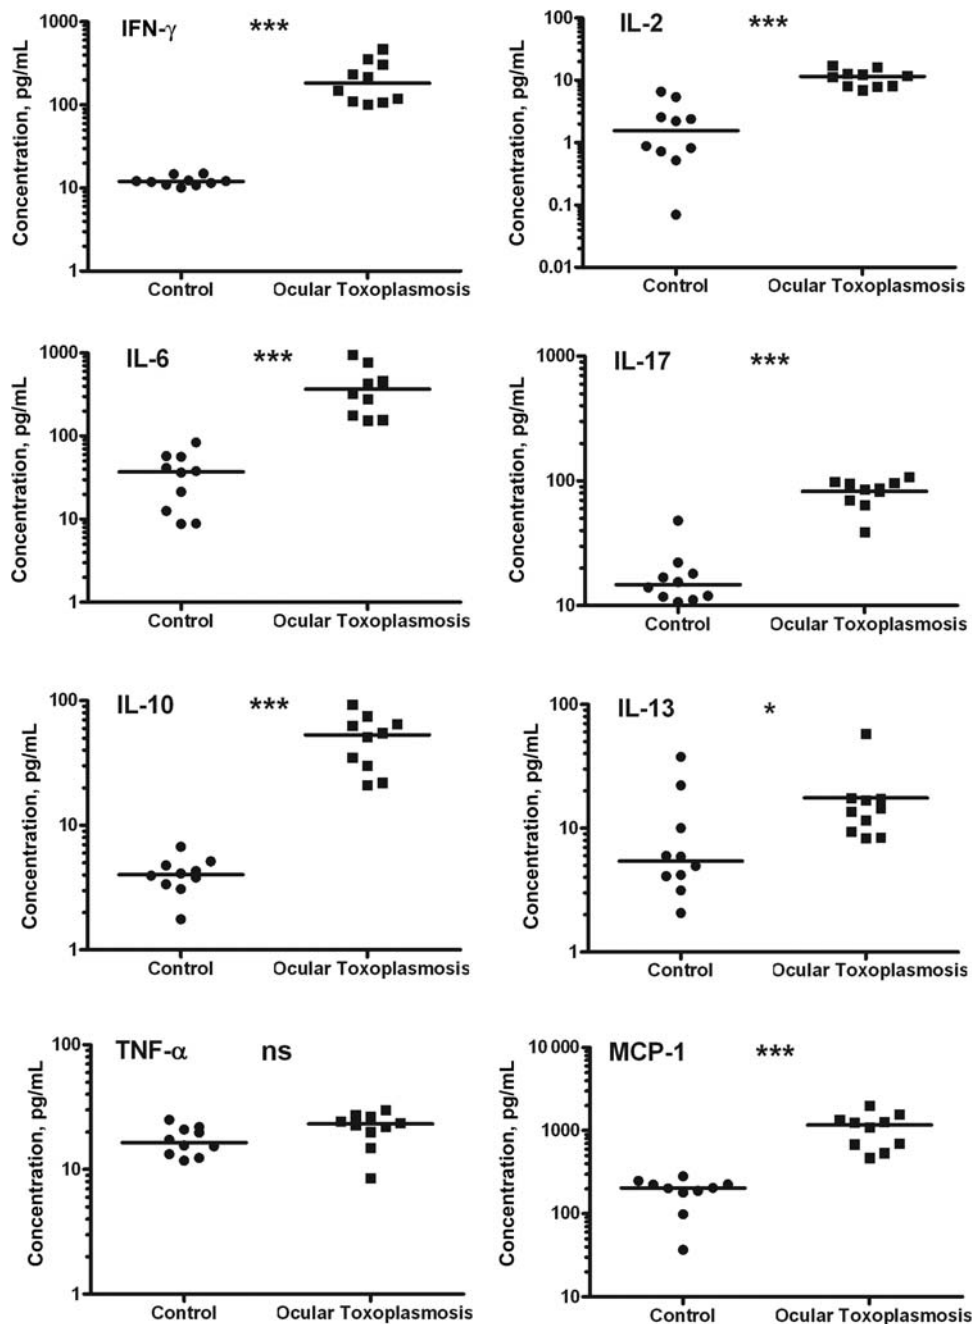 IFN-γ ***
Concentration, pg/mL
1000
100
10
1
Control Ocular Toxoplasmosis
IL-2 ***
Concentration, pg/mL
100
10
1
0.1
0.01
Control Ocular Toxoplasmosis
IL-6 ***
Concentration, pg/mL
1000
100
10
1
Control Ocular Toxoplasmosis
IL-17 ***
Concentration, pg/mL
1000
100
10
Control Ocular Toxoplasmosis
IL-10 ***
Concentration, pg/mL
100
10
1
Control Ocular Toxoplasmosis
IL-13 *
Concentration, pg/mL
100
10
1
Control Ocular Toxoplasmosis
TNF-α ns
Concentration, pg/mL
100
10
1
Control Ocular Toxoplasmosis
MCP-1 ***
Concentration, pg/mL
10 000
1000
100
10
Control Ocular Toxoplasmosis